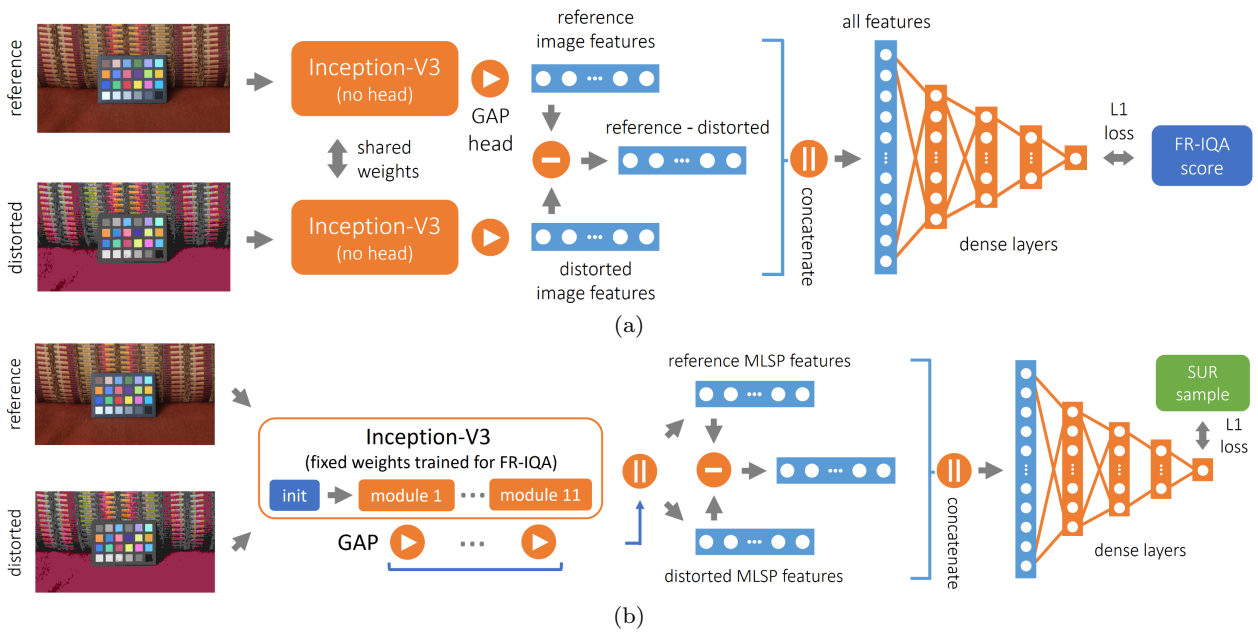 reference
Inception-V3
(no head)
GAP
head
reference
image features
reference - distorted
all features
L1
loss
FR-IQA
score
shared
weights
concatenate
distorted
Inception-V3
(no head)
distorted
image features
dense layers
(a)
reference
Inception-V3
(fixed weights trained for FR-IQA)
init
module 1
module 11
GAP
reference MLSP features
SUR
sample
L1
loss
distorted
distorted MLSP features
concatenate
dense layers
(b)